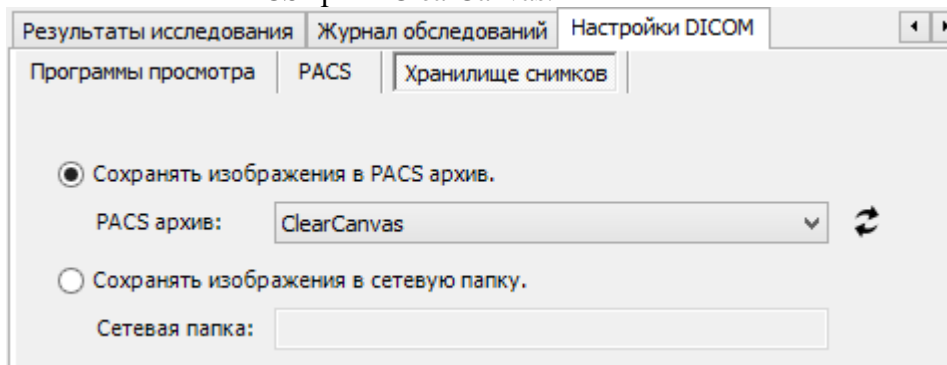 Результаты исследования Журнал обследований Настройки DICOM
Программы просмотра PACS Хранилище снимков
Сохранять изображения в PACS архив.
PACS архив: ClearCanvas
Сохранять изображения в сетевую папку.
Сетевая папка: